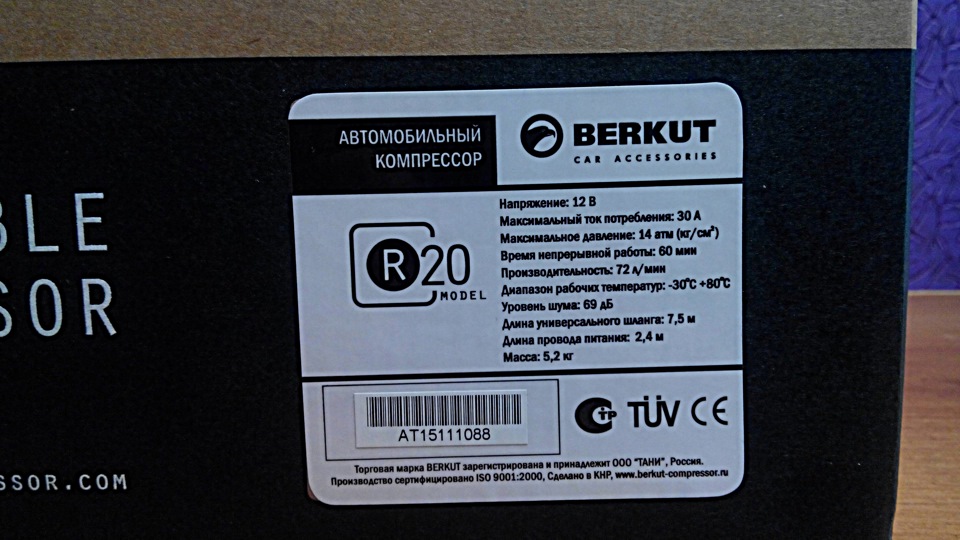 BLE
SOR
SSOR.COM
АВТОМОБИЛЬНЫЙ
КОМПРЕССОР
BERKUT
CAR ACCESSORIES
R20
MODEL
Напряжение: 12 В
Максимальный ток потребления: 30 А
Максимальное давление: 14 атм (кг/см²)
Время непрерывной работы: 60 мин
Производительность: 72 л/мин
Диапазон рабочих температур: -30°С +80°С
Уровень шума: 69 дБ
Длина универсального шланга: 7,5 м
Длина провода питания: 2,4 м
Масса: 5,2 кг
AT15111088
TÜV CE
Торговая марка BERKUT зарегистрирована и принадлежит ООО "ТАНИ", Россия.
Производство сертифицировано ISO 9001:2000, Сделано в КНР, www.berkut-compressor.ru